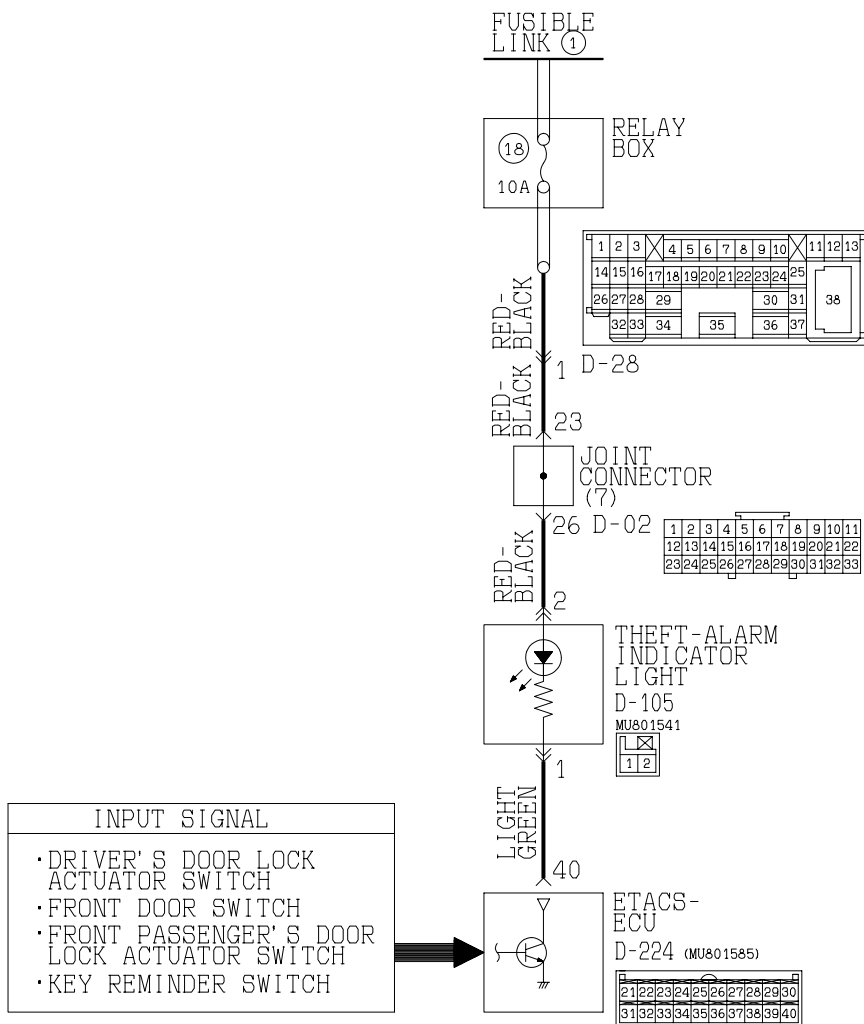 FUSIBLE
LINK 1
18
10A
RELAY
BOX
1 2 3 4 5 6 7 8 9 10 11 12 13
14 15 16 17 18 19 20 21 22 23 24 25
26 27 28 29 30 31 38
32 33 34 35 36 37
RED-
BLACK
1
D-28
RED-
BLACK
23
JOINT
CONNECTOR
(7)
26 D-02
1 2 3 4 5 6 7 8 9 10 11
12 13 14 15 16 17 18 19 20 21 22
23 24 25 26 27 28 29 30 31 32 33
RED-
BLACK
2
THEFT-ALARM
INDICATOR
LIGHT
D-105
MU801541
1 2
1
LIGHT
GREEN
40
INPUT SIGNAL
·DRIVER'S DOOR LOCK
ACTUATOR SWITCH
·FRONT DOOR SWITCH
·FRONT PASSENGER'S DOOR
LOCK ACTUATOR SWITCH
·KEY REMINDER SWITCH
ETACS-
ECU
D-224 (MU801585)
21 22 23 24 25 26 27 28 29 30
31 32 33 34 35 36 37 38 39 40